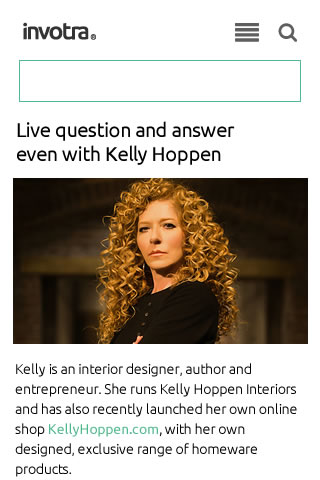 invotra®
Live question and answer
even with Kelly Hoppen
Kelly is an interior designer, author and
entrepreneur. She runs Kelly Hoppen Interiors
and has also recently launched her own online
shop KellyHoppen.com, with her own
designed, exclusive range of homeware
products.